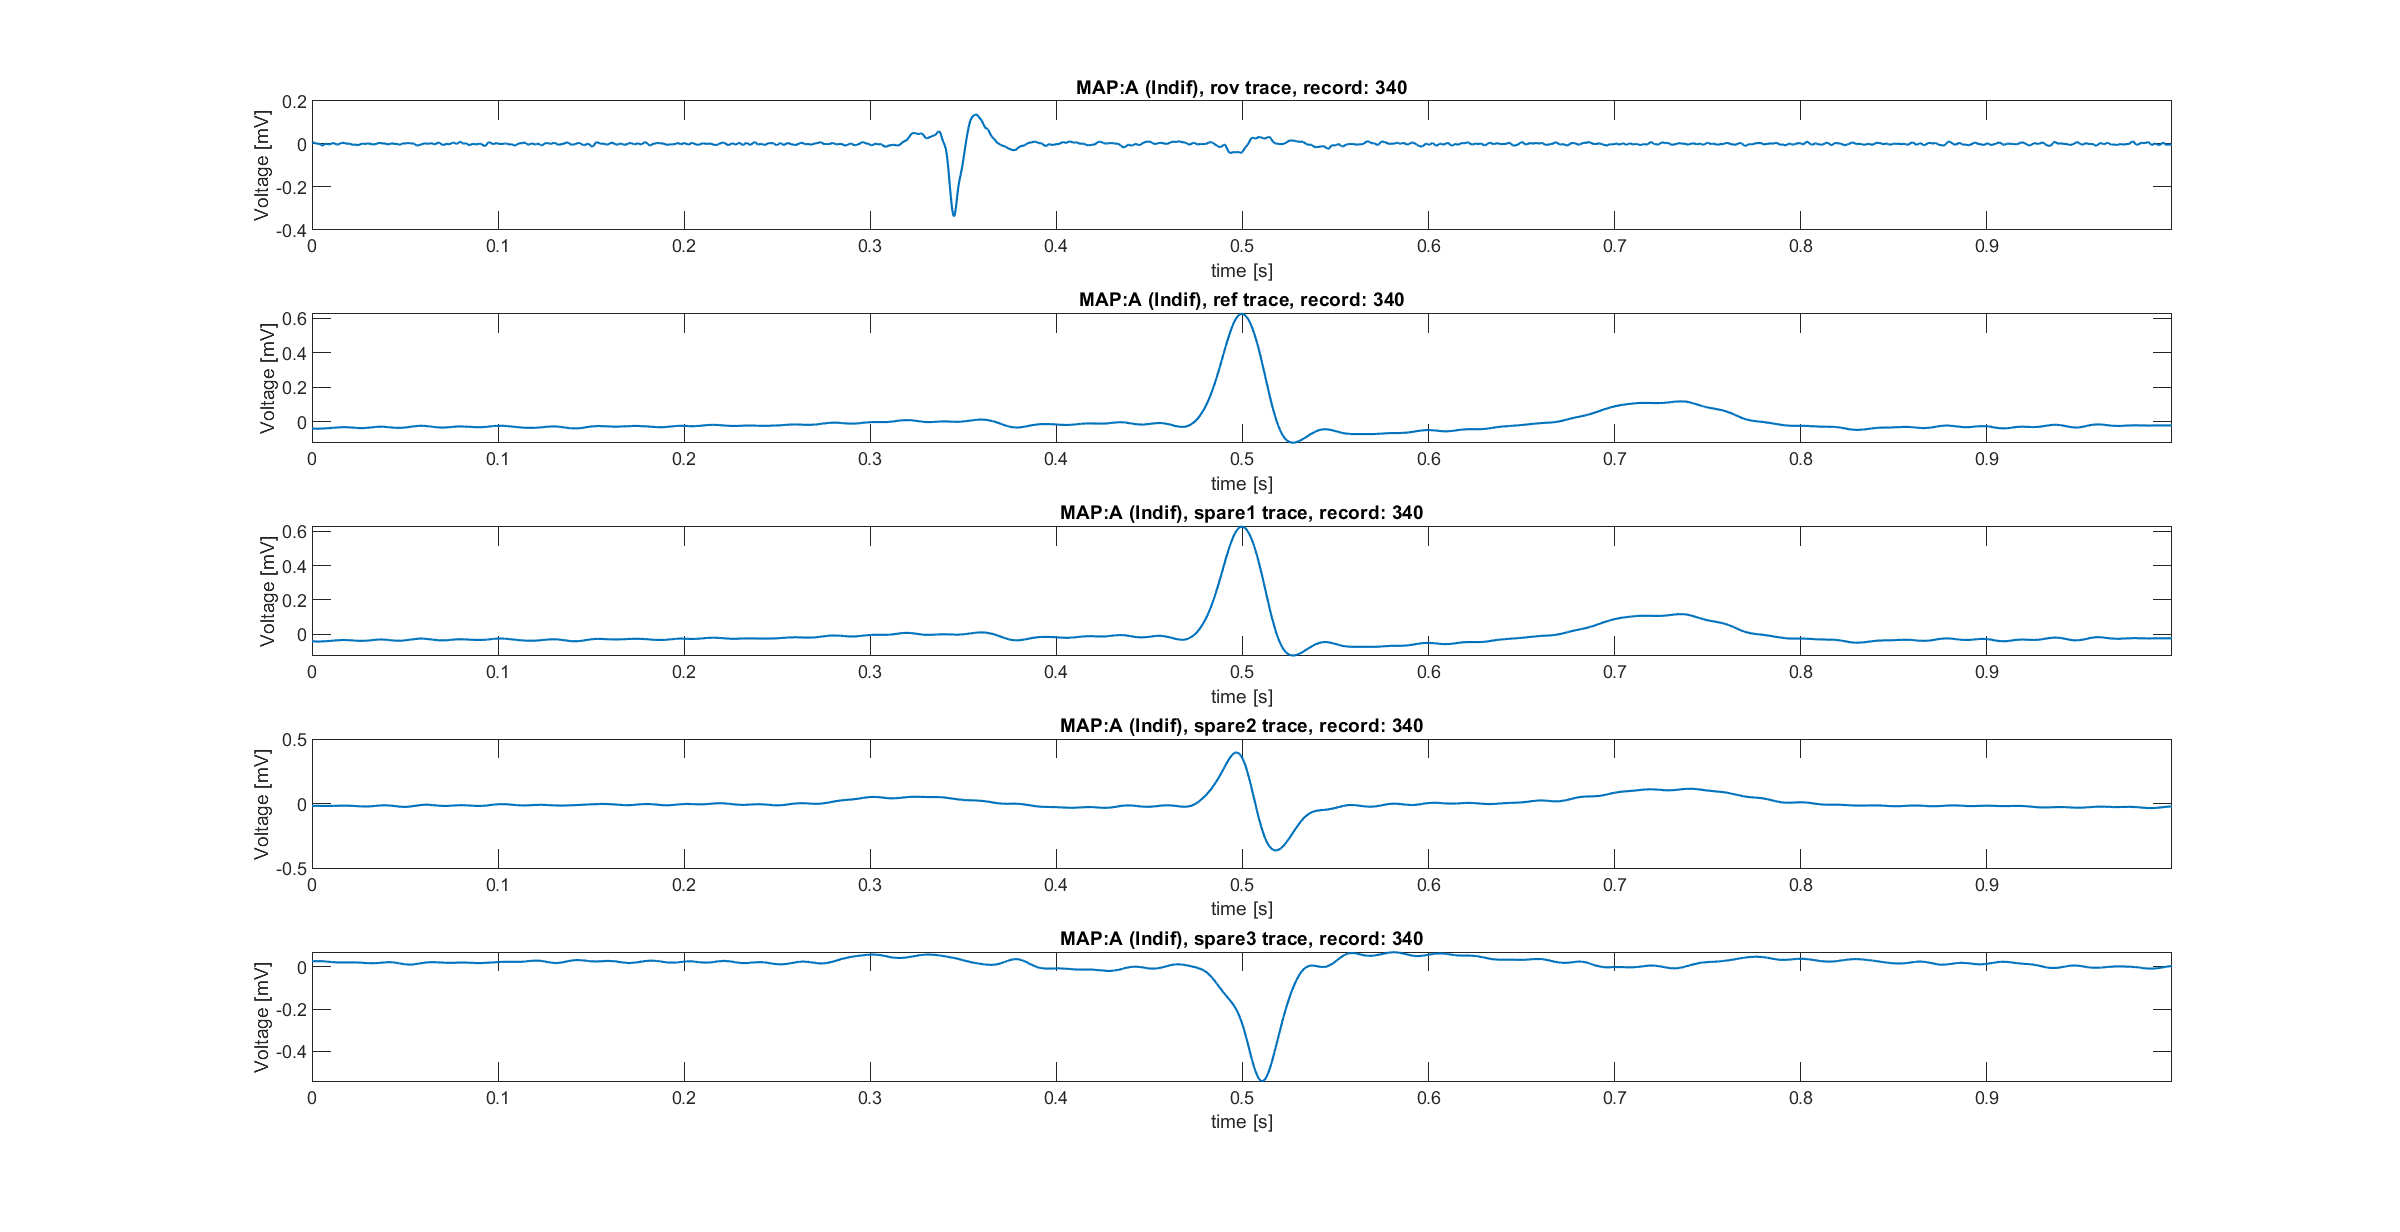 MAP:A (Indif), rov trace, record: 340
Voltage [mV]
0.2
0
-0.2
-0.4
0 0.1 0.2 0.3 0.4 0.5 0.6 0.7 0.8 0.9
time [s]
MAP:A (Indif), ref trace, record: 340
Voltage [mV]
0.6
0.4
0.2
0
0 0.1 0.2 0.3 0.4 0.5 0.6 0.7 0.8 0.9
time [s]
MAP:A (Indif), spare1 trace, record: 340
Voltage [mV]
0.6
0.4
0.2
0
0 0.1 0.2 0.3 0.4 0.5 0.6 0.7 0.8 0.9
time [s]
MAP:A (Indif), spare2 trace, record: 340
Voltage [mV]
0.5
0
-0.5
0 0.1 0.2 0.3 0.4 0.5 0.6 0.7 0.8 0.9
time [s]
MAP:A (Indif), spare3 trace, record: 340
Voltage [mV]
0
-0.2
-0.4
0 0.1 0.2 0.3 0.4 0.5 0.6 0.7 0.8 0.9
time [s]